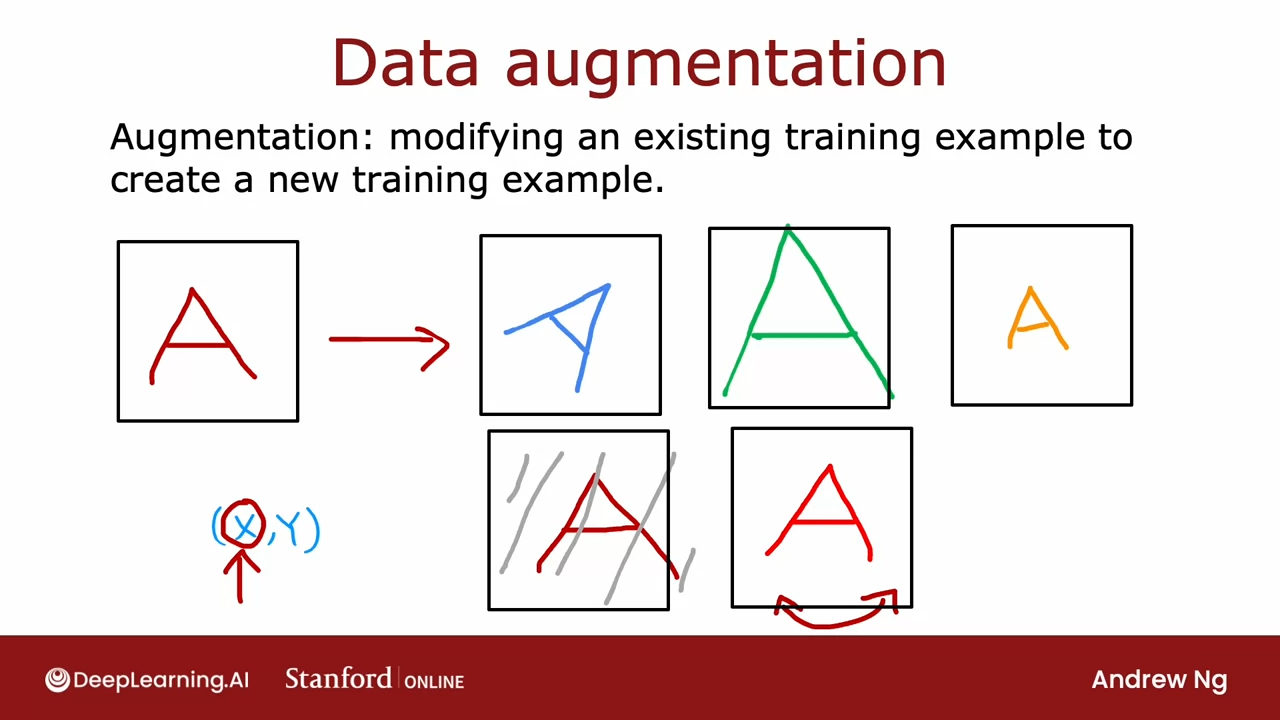 Data augmentation
Augmentation: modifying an existing training example to
create a new training example.
A
A
A
A
A
A
(X,Y)
DeepLearning.AI
Stanford ONLINE
Andrew Ng